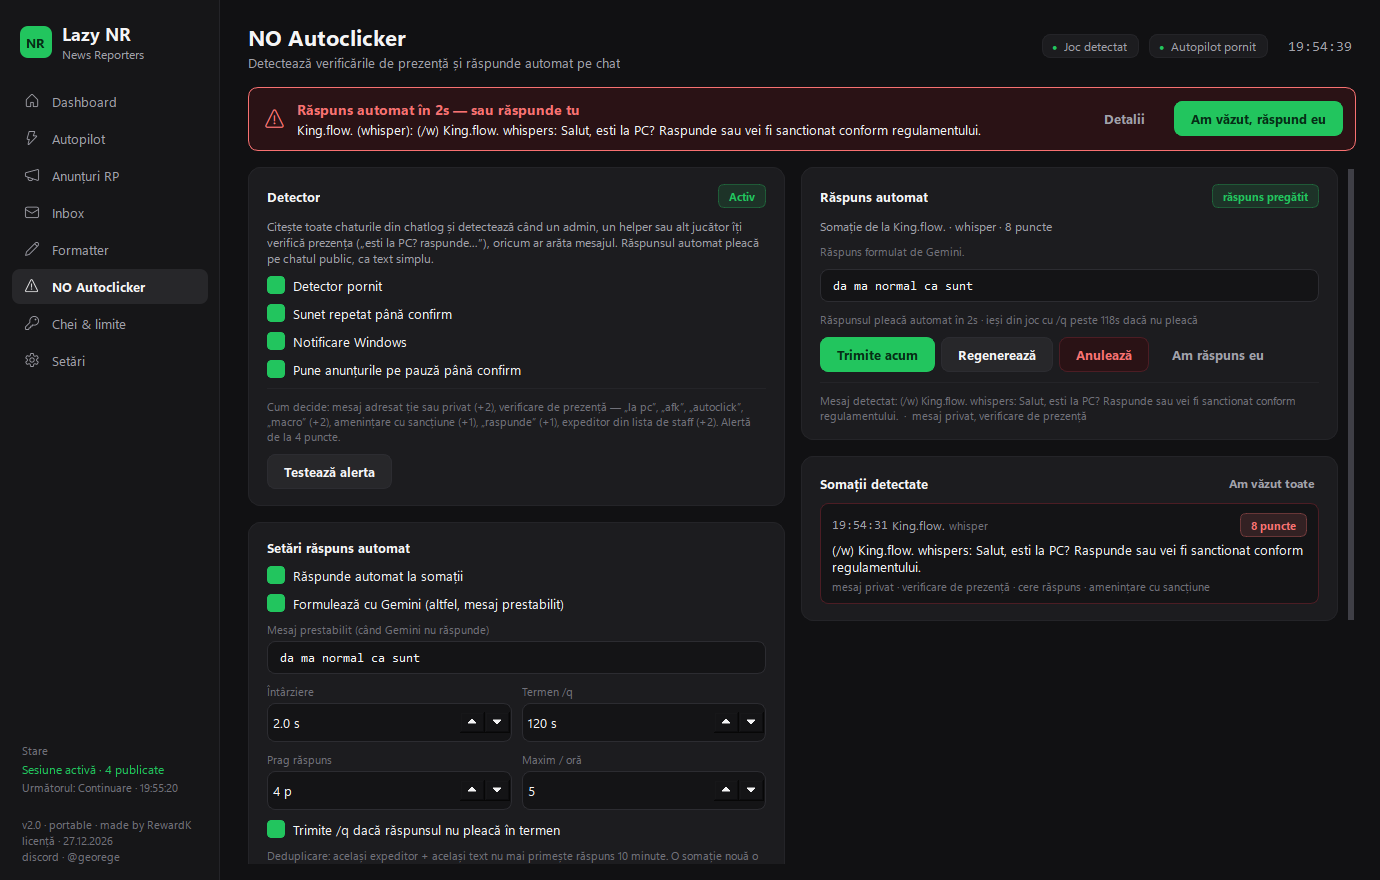 NR
Lazy NR
News Reporters
Dashboard
Autopilot
Anunțuri RP
Inbox
Formatter
NO Autoclicker
Chei & limite
Setări
Stare
Sesiune activă · 4 publicate
Următorul: Continuare · 19:55:20
v2.0 · portable · made by RewardK
licență · 27.12.2026
discord · @georege
NO Autoclicker
Detectează verificările de prezență și răspunde automat pe chat
● Joc detectat
● Autopilot pornit
19:54:39
Răspuns automat în 2s — sau răspunde tu
King.flow. (whisper): (/w) King.flow. whispers: Salut, esti la PC? Raspunde sau vei fi sanctionat conform regulamentului.
Detalii
Am văzut, răspund eu
Detector
Activ
Citește toate chaturile din chatlog și detectează când un admin, un helper sau alt jucător îți
verifică prezența („esti la PC? raspunde...”), oricum ar arăta mesajul. Răspunsul automat pleacă
pe chatul public, ca text simplu.
Detector pornit
Sunet repetat până confirm
Notificare Windows
Pune anunțurile pe pauză până confirm
Cum decide: mesaj adresat ție sau privat (+2), verificare de prezență — „la pc”, „afk”, „autoclick”,
„macro” (+2), amenințare cu sancțiune (+1), „raspunde” (+1), expeditor din lista de staff (+2). Alertă
de la 4 puncte.
Testează alerta
Setări răspuns automat
Răspunde automat la somații
Formulează cu Gemini (altfel, mesaj prestabilit)
Mesaj prestabilit (când Gemini nu răspunde)
da ma normal ca sunt
Întârziere
Termen /q
2.0 s
120 s
Prag răspuns
Maxim / oră
4 p
5
Trimite /q dacă răspunsul nu pleacă în termen
Deduplicare: același expeditor + același text nu mai primește răspuns 10 minute. O somație nouă o
Răspuns automat
răspuns pregătit
Somație de la King.flow. · whisper · 8 puncte
Răspuns formulat de Gemini.
da ma normal ca sunt
Răspunsul pleacă automat în 2s · ieși din joc cu /q peste 118s dacă nu pleacă
Trimite acum
Regenerează
Anulează
Am răspuns eu
Mesaj detectat: (/w) King.flow. whispers: Salut, esti la PC? Raspunde sau vei fi sanctionat conform
regulamentului. · mesaj privat, verificare de prezență
Somații detectate
Am văzut toate
19:54:31 King.flow. whisper
8 puncte
(/w) King.flow. whispers: Salut, esti la PC? Raspunde sau vei fi sanctionat conform
regulamentului.
mesaj privat · verificare de prezență · cere răspuns · amenințare cu sancțiune